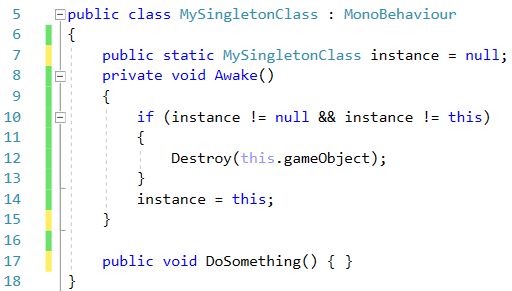 5 public class MySingletonClass : MonoBehaviour
6 {
7 public static MySingletonClass instance = null;
8 private void Awake()
9 {
10 if (instance != null && instance != this)
11 {
12 Destroy(this.gameObject);
13 }
14 instance = this;
15 }
16
17 public void DoSomething() { }
18 }